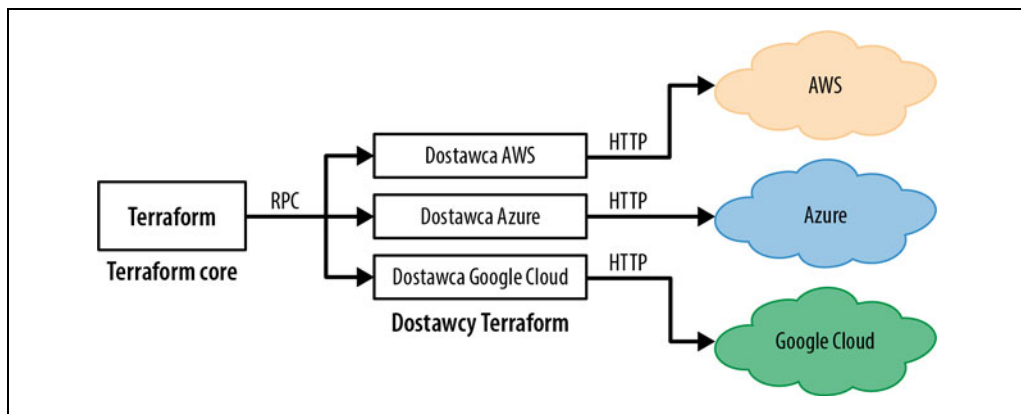 AWS
HTTP
Dostawca AWS
RPC
HTTP
Terraform
Dostawca Azure
Azure
Terraform core
HTTP
Dostawca Google Cloud
Dostawcy Terraform
Google Cloud